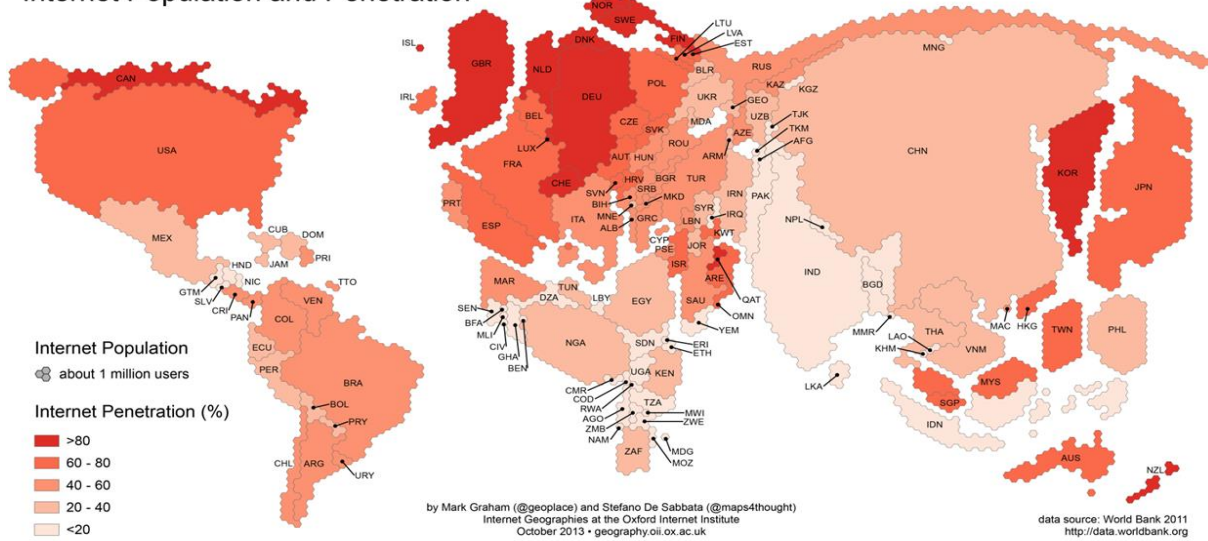 Internet Population and Penetration
NOR
SWE
DNK
FIN
LTU
LVA
EST
ISL
GBR
NLD
DEU
POL
BLR
RUS
MNG
CAN
IRL
BEL
CZE
UKR
KAZ
KGZ
GEO
UZB
TJK
TKM
AFG
USA
LUX
FRA
SVK
MDA
AZE
ROU
ARM
AUT
HUN
CHN
KOR
JPN
CHE
HRV
BGR
TUR
SVN
SRB
MKD
IRN
PAK
PRT
ESP
BIH
MNE
ALB
ITA
GRC
SYR
IRQ
LBN
NPL
MEX
CUB
DOM
CYP
PSE
JOR
KWT
HND
JAM
PRI
ISR
ARE
IND
BGD
GTM
NIC
TTO
SLV
CRI
PAN
VEN
COL
MAR
TUN
DZA
LBY
EGY
SAU
QAT
OMN
YEM
SEN
BFA
MLI
CIV
GHA
BEN
NGA
SDN
ERI
ETH
MMR
LAO
KHM
THA
VNM
MAC
HKG
TWN
PHL
ECU
PER
BRA
CMR
COD
RWA
AGO
ZMB
NAM
UGA
KEN
TZA
MWI
ZWE
MDG
MOZ
ZAF
LKA
MYS
SGP
IDN
BOL
PRY
CHL
ARG
URY
AUS
NZL
Internet Population
about 1 million users
Internet Penetration (%)
>80
60 - 80
40 - 60
20 - 40
<20
by Mark Graham (@geoplace) and Stefano De Sabbata (@maps4thought)
Internet Geographies at the Oxford Internet Institute
October 2013 • geography.oii.ox.ac.uk
data source: World Bank 2011
http://data.worldbank.org